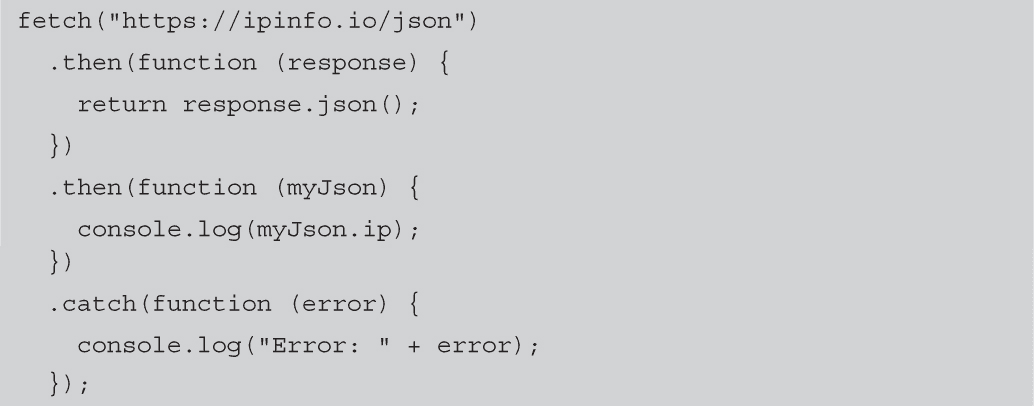 fetch("https://ipinfo.io/json")
  .then(function (response) {
    return response.json();
  })
  .then(function (myJson) {
    console.log(myJson.ip);
  })
  .catch(function (error) {
    console.log("Error: " + error);
  });